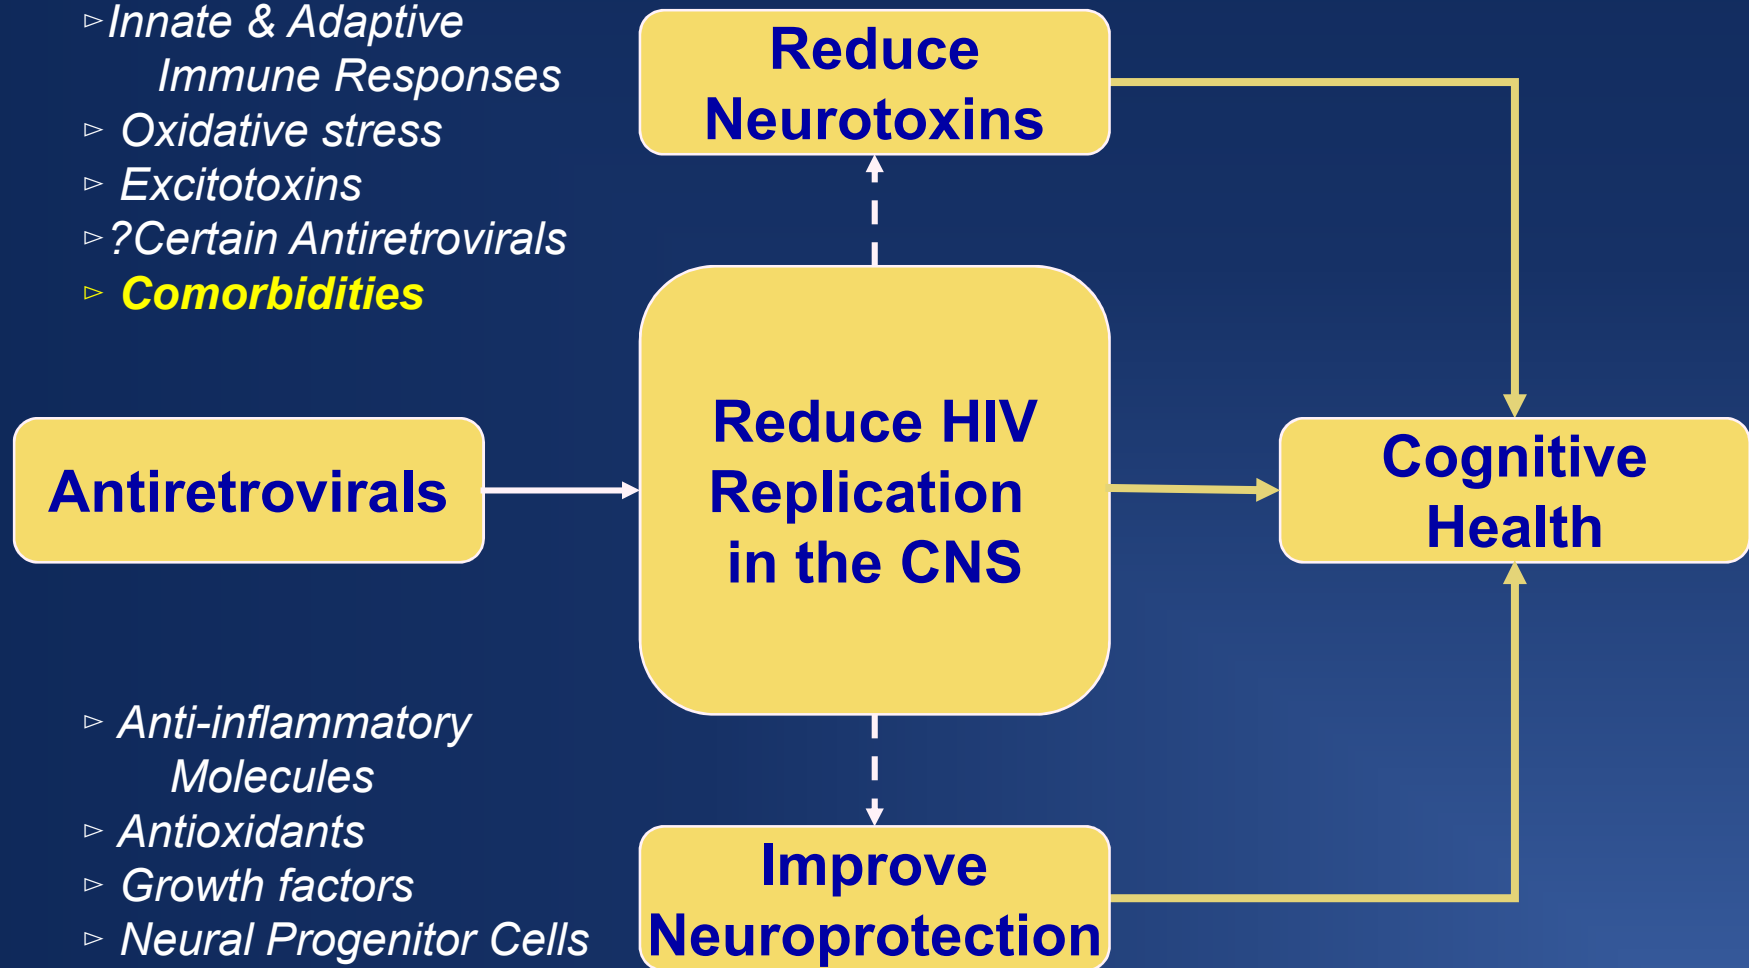 ▻Innate & Adaptive
Immune Responses
▻ Oxidative stress
▻ Excitotoxins
▻?Certain Antiretrovirals
▻ Comorbidities
Reduce
Neurotoxins
Antiretrovirals
Reduce HIV
Replication
in the CNS
Cognitive
Health
▻ Anti-inflammatory
Molecules
▻ Antioxidants
▻ Growth factors
▻ Neural Progenitor Cells
Improve
Neuroprotection